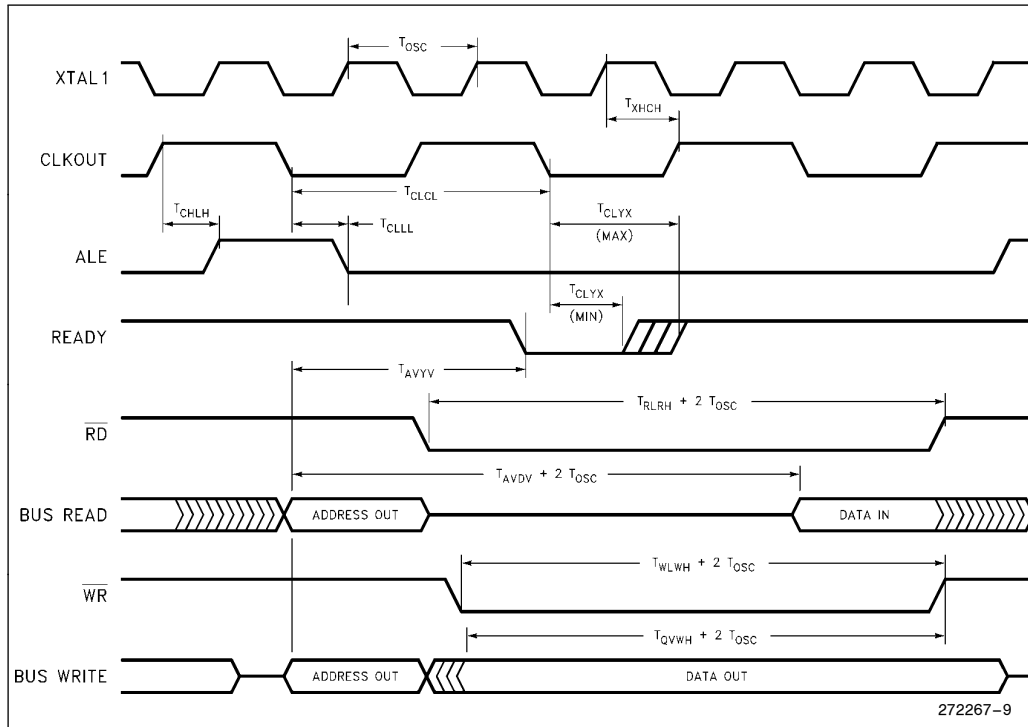 T_OSC
XTAL1
T_XHCH
CLKOUT
T_CLCL
T_CHLH
T_CLLL
T_CLYX
(MAX)
ALE
T_CLYX
(MIN)
READY
T_AVYV
T_RLRH + 2 T_OSC
RD
T_AVDV + 2 T_OSC
BUS READ
ADDRESS OUT
DATA IN
T_WLWH + 2 T_OSC
WR
T_QVWH + 2 T_OSC
BUS WRITE
ADDRESS OUT
DATA OUT
272267-9